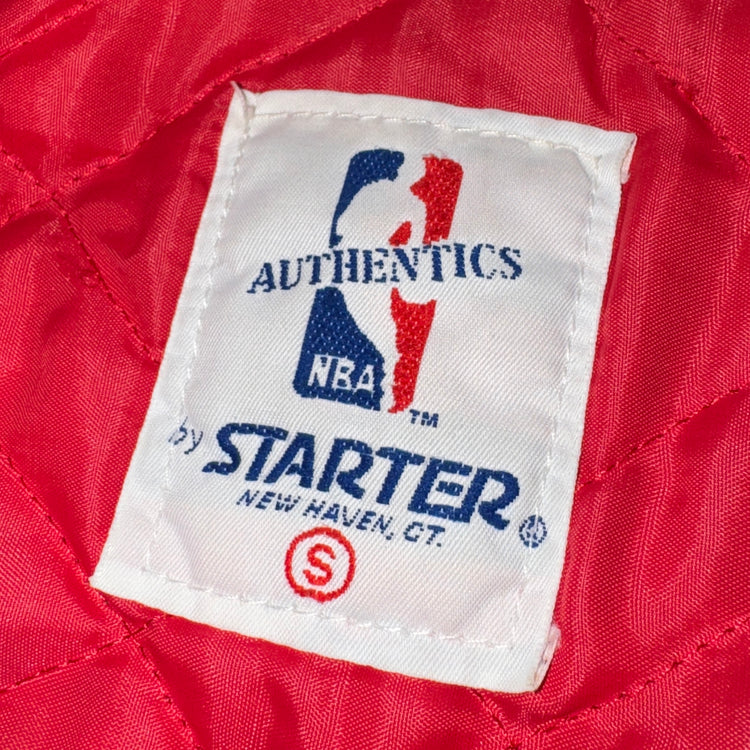 AUTHENTICS
NBA
TM
by STARTER®
NEW HAVEN, CT.
S